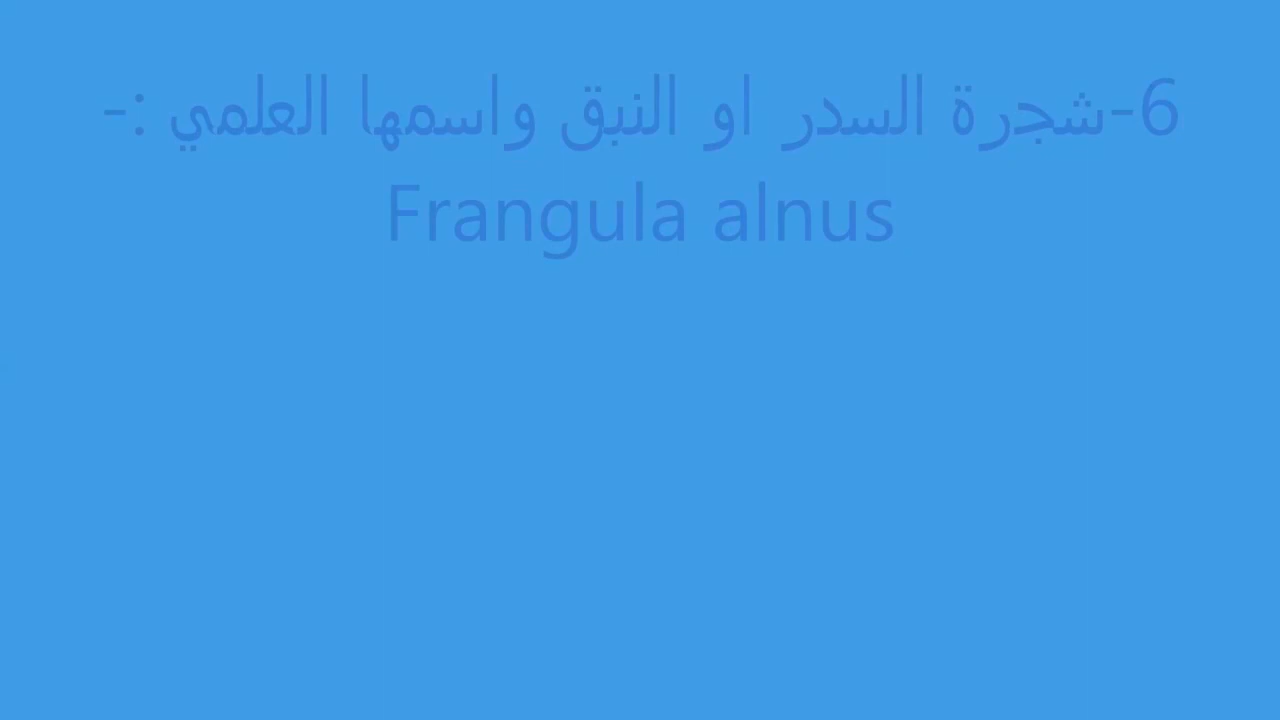 6-شجرة السدر او النبق واسمها العلمي :-
Frangula alnus